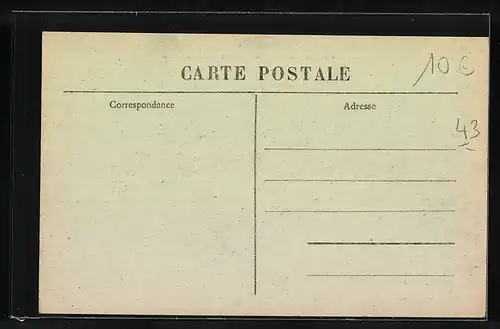 CARTE POSTALE
10 €
Correspondance
Adresse
43